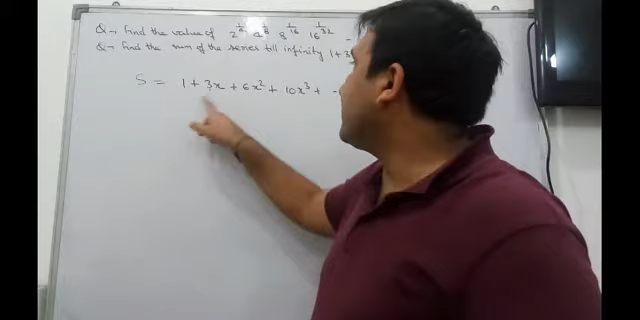 Q → Find the value of 2^1/4 4^1/8 8^1/16 16^1/32 -
Q → Find the sum of the series till infinity 1 + 3
S = 1 + 3x + 6x² + 10x³ + -